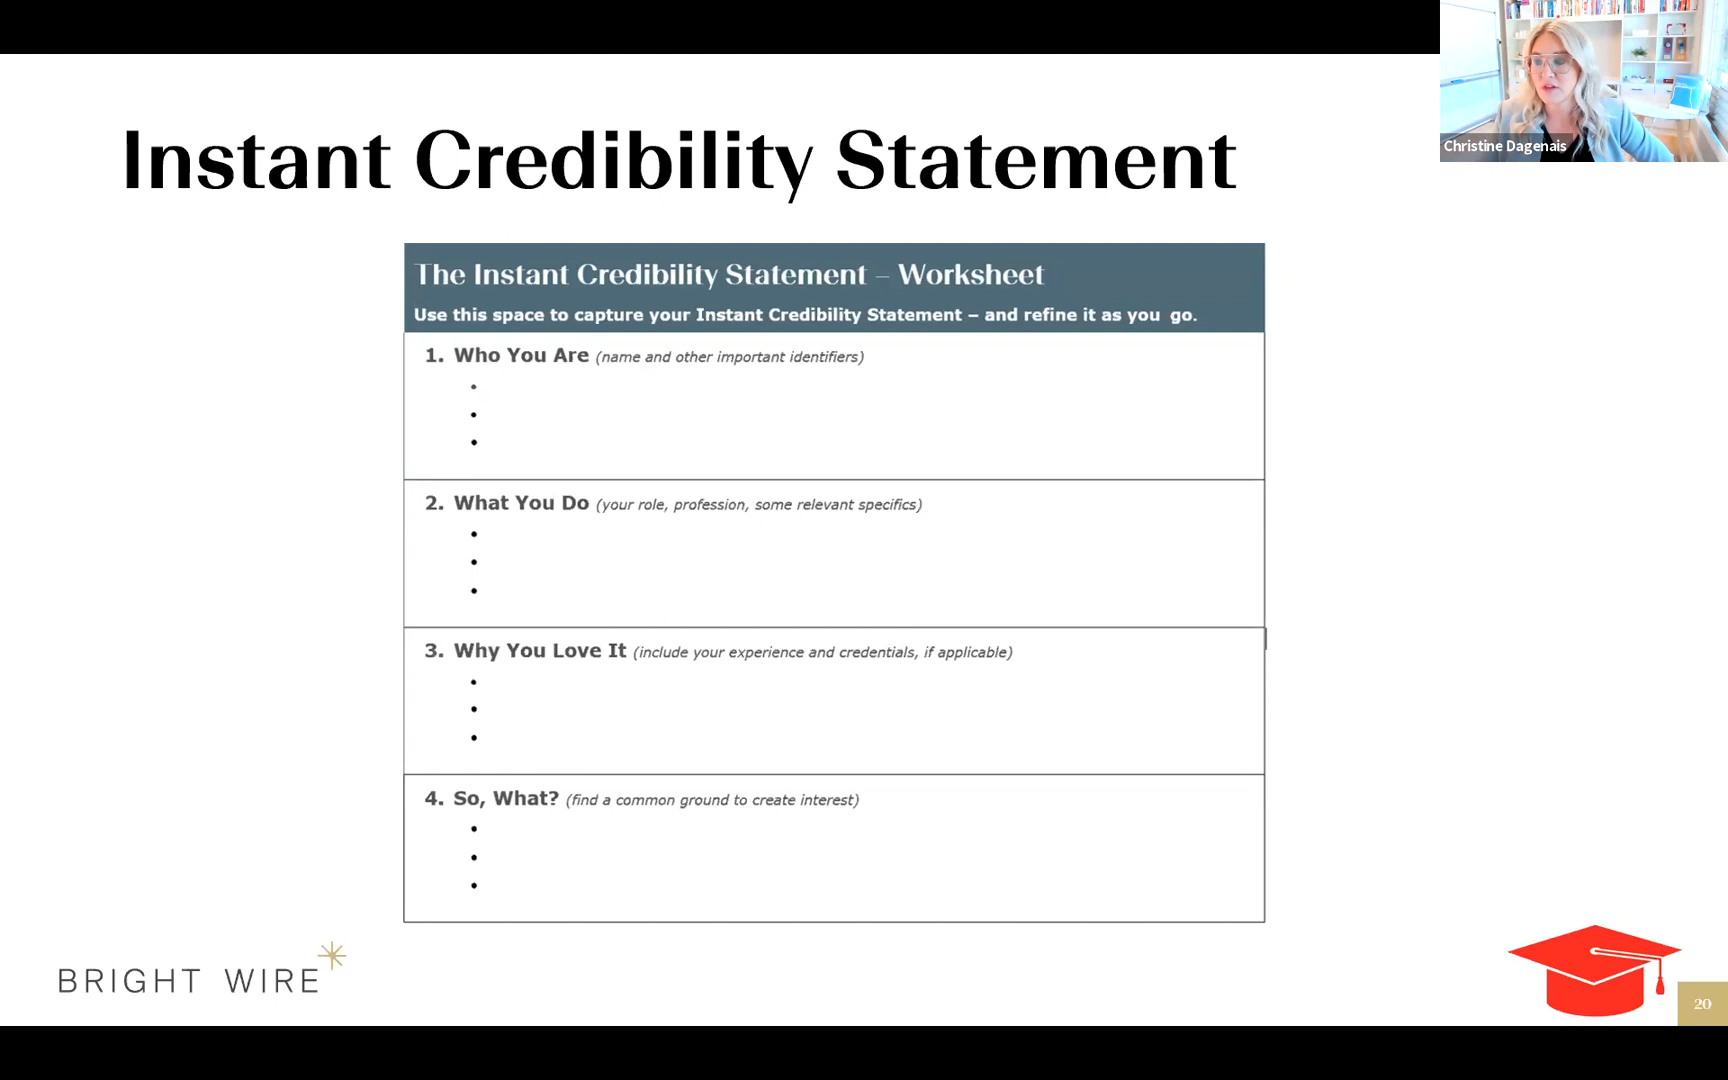 Instant Credibility Statement
Christine Dagenais
The Instant Credibility Statement – Worksheet
Use this space to capture your Instant Credibility Statement – and refine it as you go.
1. Who You Are (name and other important identifiers)
•
•
•
2. What You Do (your role, profession, some relevant specifics)
•
•
•
3. Why You Love It (include your experience and credentials, if applicable)
•
•
•
4. So, What? (find a common ground to create interest)
•
•
•
BRIGHT WIRE
20